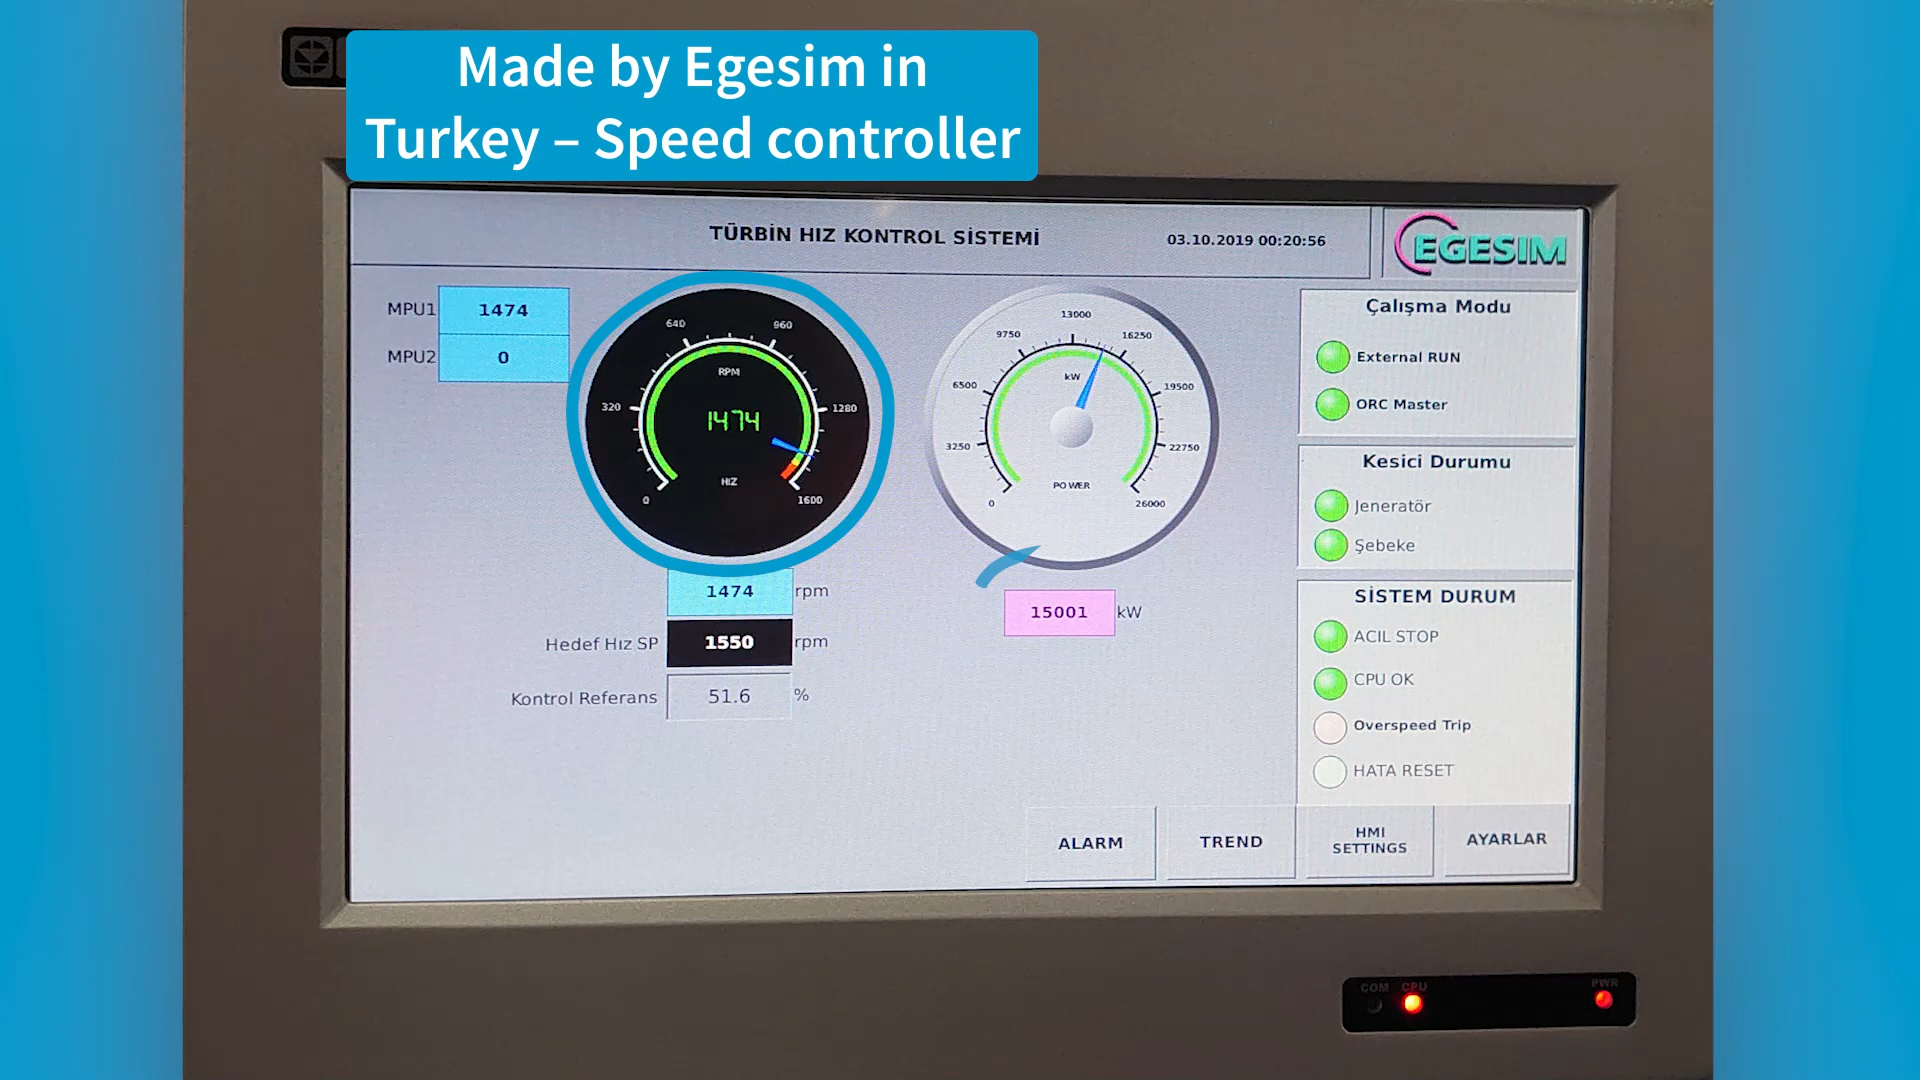 Made by Egesim in
Turkey – Speed controller
TÜRBİN HIZ KONTROL SİSTEMİ
03.10.2019 00:20:56
EGESIM
MPU1 1474
MPU2 0
0 320 640 960 1280 1600
RPM
1474
HIZ
0 3250 6500 9750 13000 16250 19500 22750 26000
kW
POWER
1474 rpm
Hedef Hız SP 1550 rpm
Kontrol Referans 51.6 %
15001 kW
Çalışma Modu
External RUN
ORC Master
Kesici Durumu
Jeneratör
Şebeke
SİSTEM DURUM
ACIL STOP
CPU OK
Overspeed Trip
HATA RESET
ALARM
TREND
HMI
SETTINGS
AYARLAR
COM CPU PWR